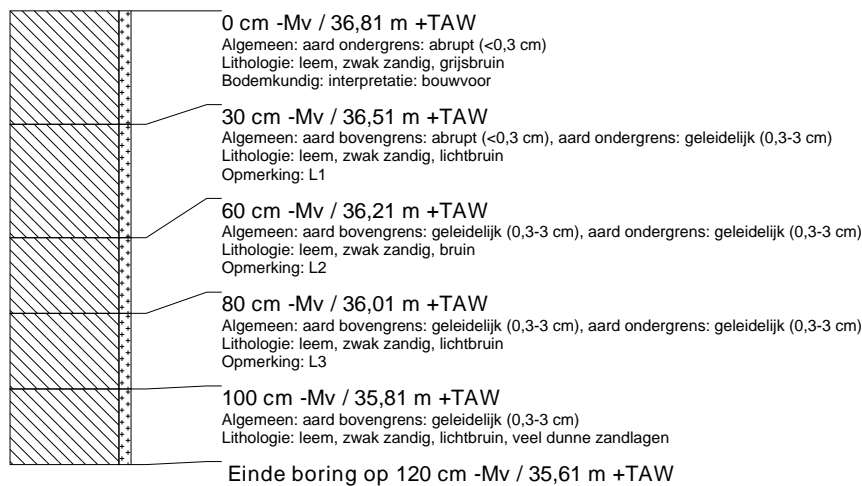 0 cm -Mv / 36,81 m +TAW
Algemeen: aard ondergrens: abrupt (<0,3 cm)
Lithologie: leem, zwak zandig, grijsbruin
Bodemkundig: interpretatie: bouwvoor
30 cm -Mv / 36,51 m +TAW
Algemeen: aard bovengrens: abrupt (<0,3 cm), aard ondergrens: geleidelijk (0,3-3 cm)
Lithologie: leem, zwak zandig, lichtbruin
Opmerking: L1
60 cm -Mv / 36,21 m +TAW
Algemeen: aard bovengrens: geleidelijk (0,3-3 cm), aard ondergrens: geleidelijk (0,3-3 cm)
Lithologie: leem, zwak zandig, bruin
Opmerking: L2
80 cm -Mv / 36,01 m +TAW
Algemeen: aard bovengrens: geleidelijk (0,3-3 cm), aard ondergrens: geleidelijk (0,3-3 cm)
Lithologie: leem, zwak zandig, lichtbruin
Opmerking: L3
100 cm -Mv / 35,81 m +TAW
Algemeen: aard bovengrens: geleidelijk (0,3-3 cm)
Lithologie: leem, zwak zandig, lichtbruin, veel dunne zandlagen
Einde boring op 120 cm -Mv / 35,61 m +TAW